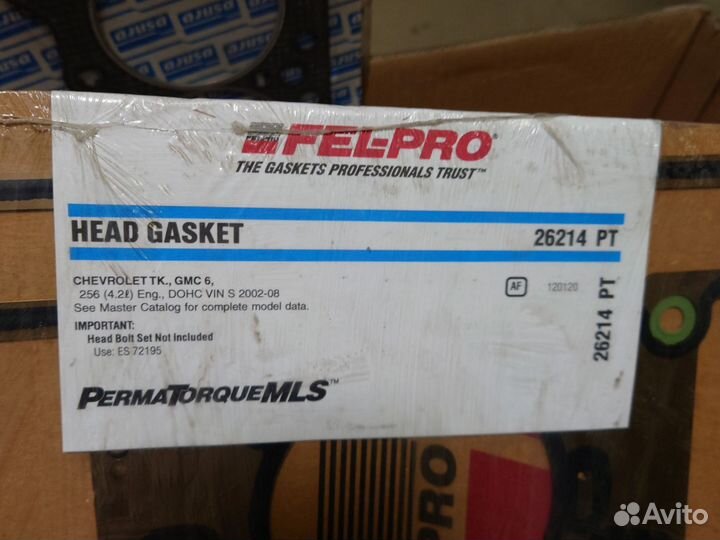 asura
FEL-PRO®
THE GASKETS PROFESSIONALS TRUST™
HEAD GASKET
26214 PT
CHEVROLET TK., GMC 6,
256 (4.2ℓ) Eng., DOHC VIN S 2002-08
See Master Catalog for complete model data.
AF
120120
26214 PT
IMPORTANT:
Head Bolt Set Not Included
Use: ES 72195
PERMATORQUEMLS™
-PRO
Avito